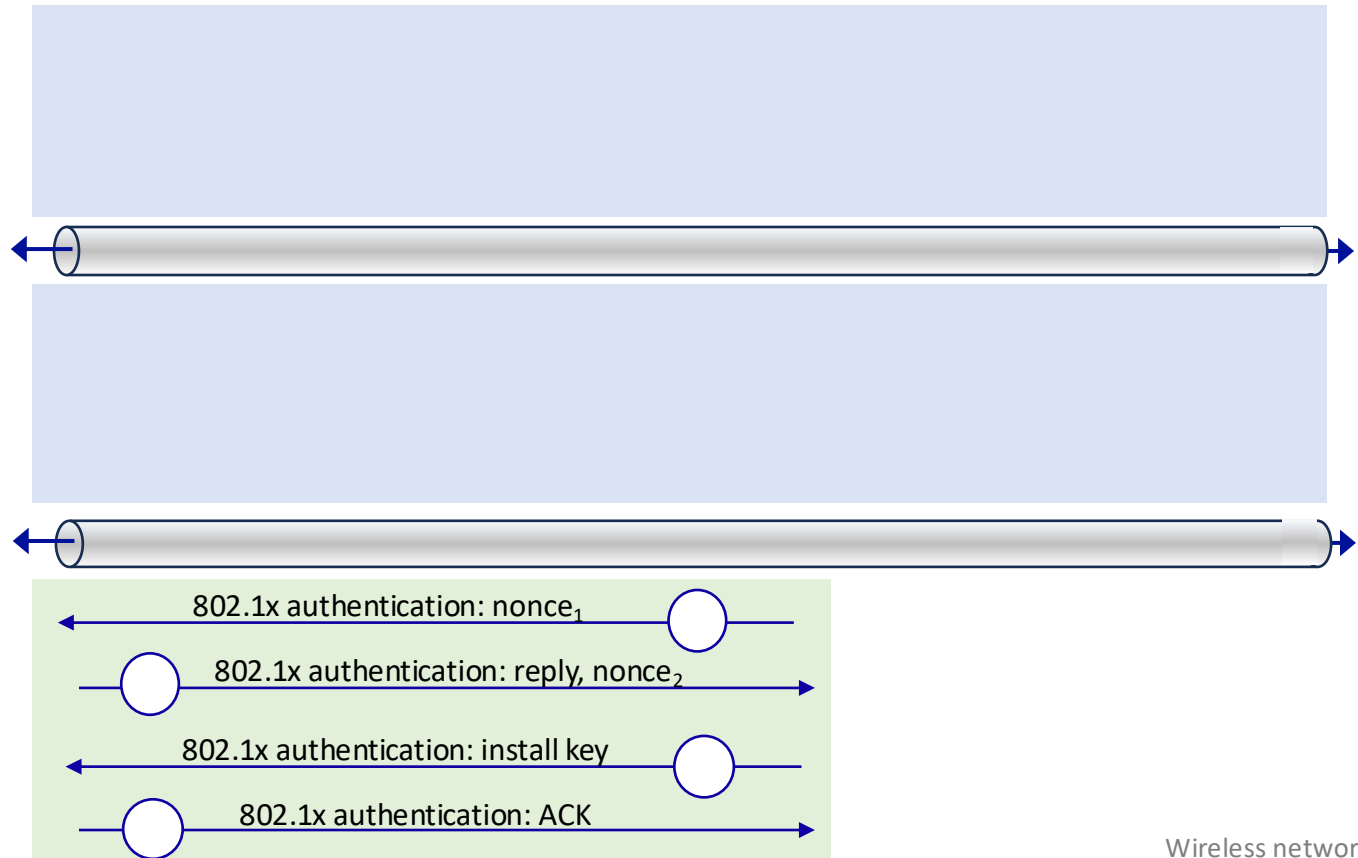 802.1x authentication: nonce₁
802.1x authentication: reply, nonce₂
802.1x authentication: install key
802.1x authentication: ACK
Wireless networ